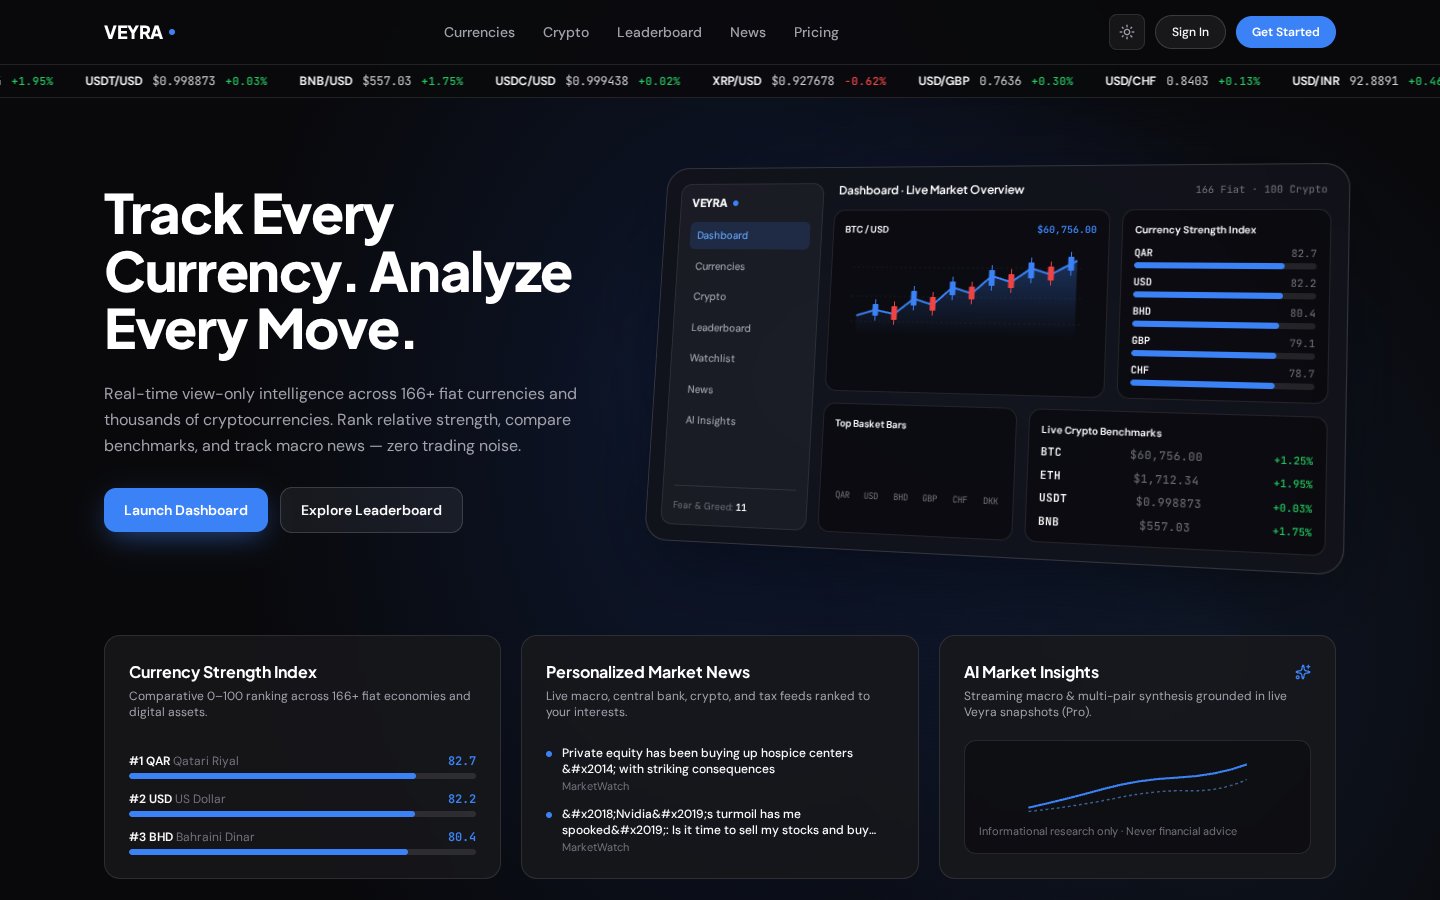 VEYRA
Currencies Crypto Leaderboard News Pricing
Sign In
Get Started
+1.95% USDT/USD $0.998873 +0.03% BNB/USD $557.03 +1.75% USDC/USD $0.999438 +0.02% XRP/USD $0.927678 -0.62% USD/GBP 0.7636 +0.30% USD/CHF 0.8403 +0.13% USD/INR 92.8891
Track Every
Currency. Analyze
Every Move.
Real-time view-only intelligence across 166+ fiat currencies and
thousands of cryptocurrencies. Rank relative strength, compare
benchmarks, and track macro news — zero trading noise.
Launch Dashboard
Explore Leaderboard
VEYRA
Dashboard
Currencies
Crypto
Leaderboard
Watchlist
News
AI Insights
Fear & Greed: 11
Dashboard · Live Market Overview
166 Fiat · 100 Crypto
BTC / USD $60,756.00
Currency Strength Index
QAR 82.7
USD 82.2
BHD 80.4
GBP 79.1
CHF 78.7
Top Basket Bars
QAR USD BHD GBP CHF DKK
Live Crypto Benchmarks
BTC $60,756.00 +1.25%
ETH $1,712.34 +1.95%
USDT $0.998873 +0.03%
BNB $557.03 +1.75%
Currency Strength Index
Comparative 0–100 ranking across 166+ fiat economies and
digital assets.
#1 QAR Qatari Riyal 82.7
#2 USD US Dollar 82.2
#3 BHD Bahraini Dinar 80.4
Personalized Market News
Live macro, central bank, crypto, and tax feeds ranked to
your interests.
Private equity has been buying up hospice centers
&#x2014; with striking consequences
MarketWatch
&#x2018;Nvidia&#x2019;s turmoil has me
spooked&#x2019;: Is it time to sell my stocks and buy…
MarketWatch
AI Market Insights
Streaming macro & multi-pair synthesis grounded in live
Veyra snapshots (Pro).
Informational research only · Never financial advice